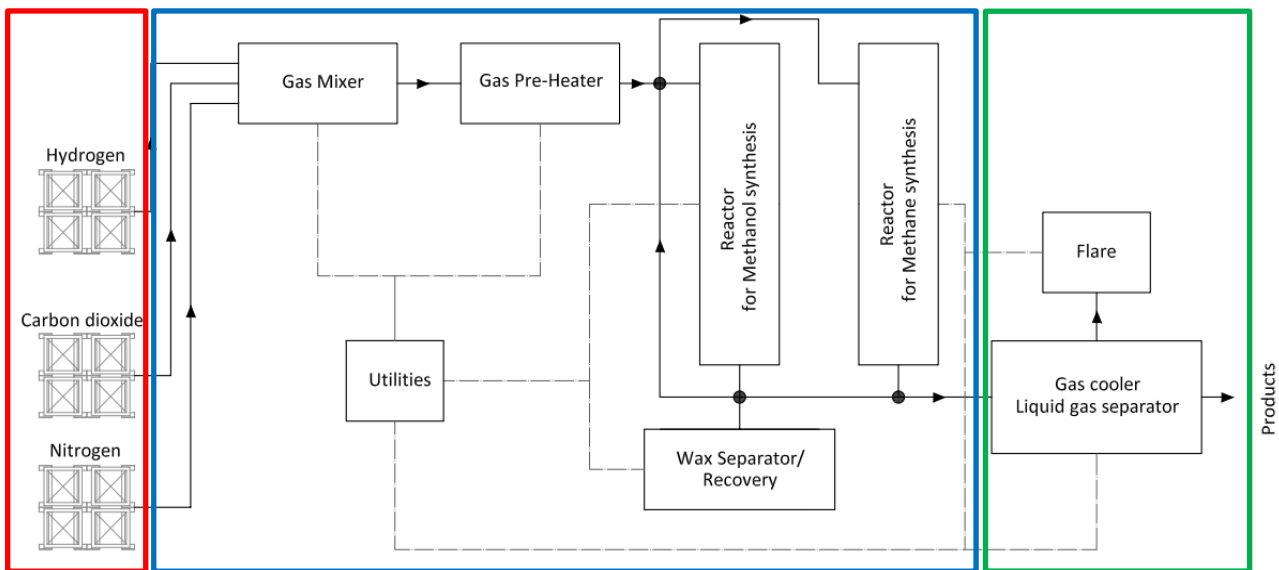 Hydrogen
Carbon dioxide
Nitrogen
Gas Mixer
Gas Pre-Heater
Utilities
Reactor
for Methanol synthesis
Reactor
for Methane synthesis
Wax Separator/
Recovery
Flare
Gas cooler
Liquid gas separator
Products